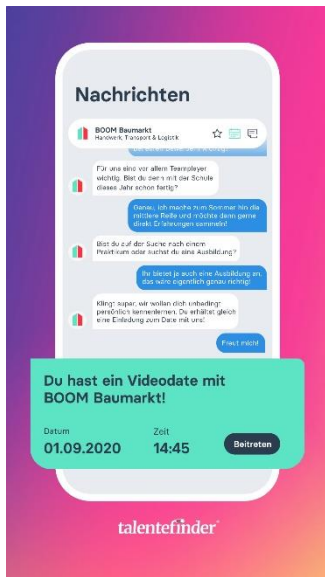 Nachrichten
BOOM Baumarkt
Handwerk, Transport & Logistik
Für uns sind vor allem Teamplayer
wichtig. Bist du denn mit der Schule
dieses Jahr schon fertig?
Genau, ich mache zum Sommer hin die
mittlere Reife und möchte dann gerne
direkt Erfahrungen sammeln!
Bist du auf der Suche nach einem
Praktikum oder suchst du eine Ausbildung?
Ihr bietet ja auch eine Ausbildung an,
das wäre eigentlich genau richtig!
Klingt super, wir wollen dich unbedingt
persönlich kennenlernen. Du erhältst gleich
eine Einladung zum Date mit uns!
Freut mich!
Du hast ein Videodate mit
BOOM Baumarkt!
Datum
Zeit
01.09.2020
14:45
Beitreten
talentefinder